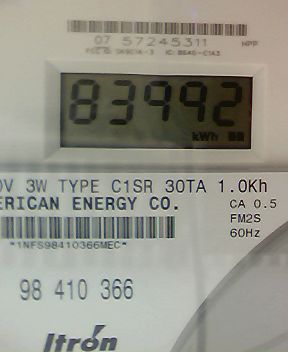 07 57245311 HPP
83992
kWh
0V 3W TYPE C1SR 30TA 1.0Kh
ERICAN ENERGY CO.
CA 0.5
FM2S
60Hz
*1NFS98410366MEC*
98 410 366
Itron